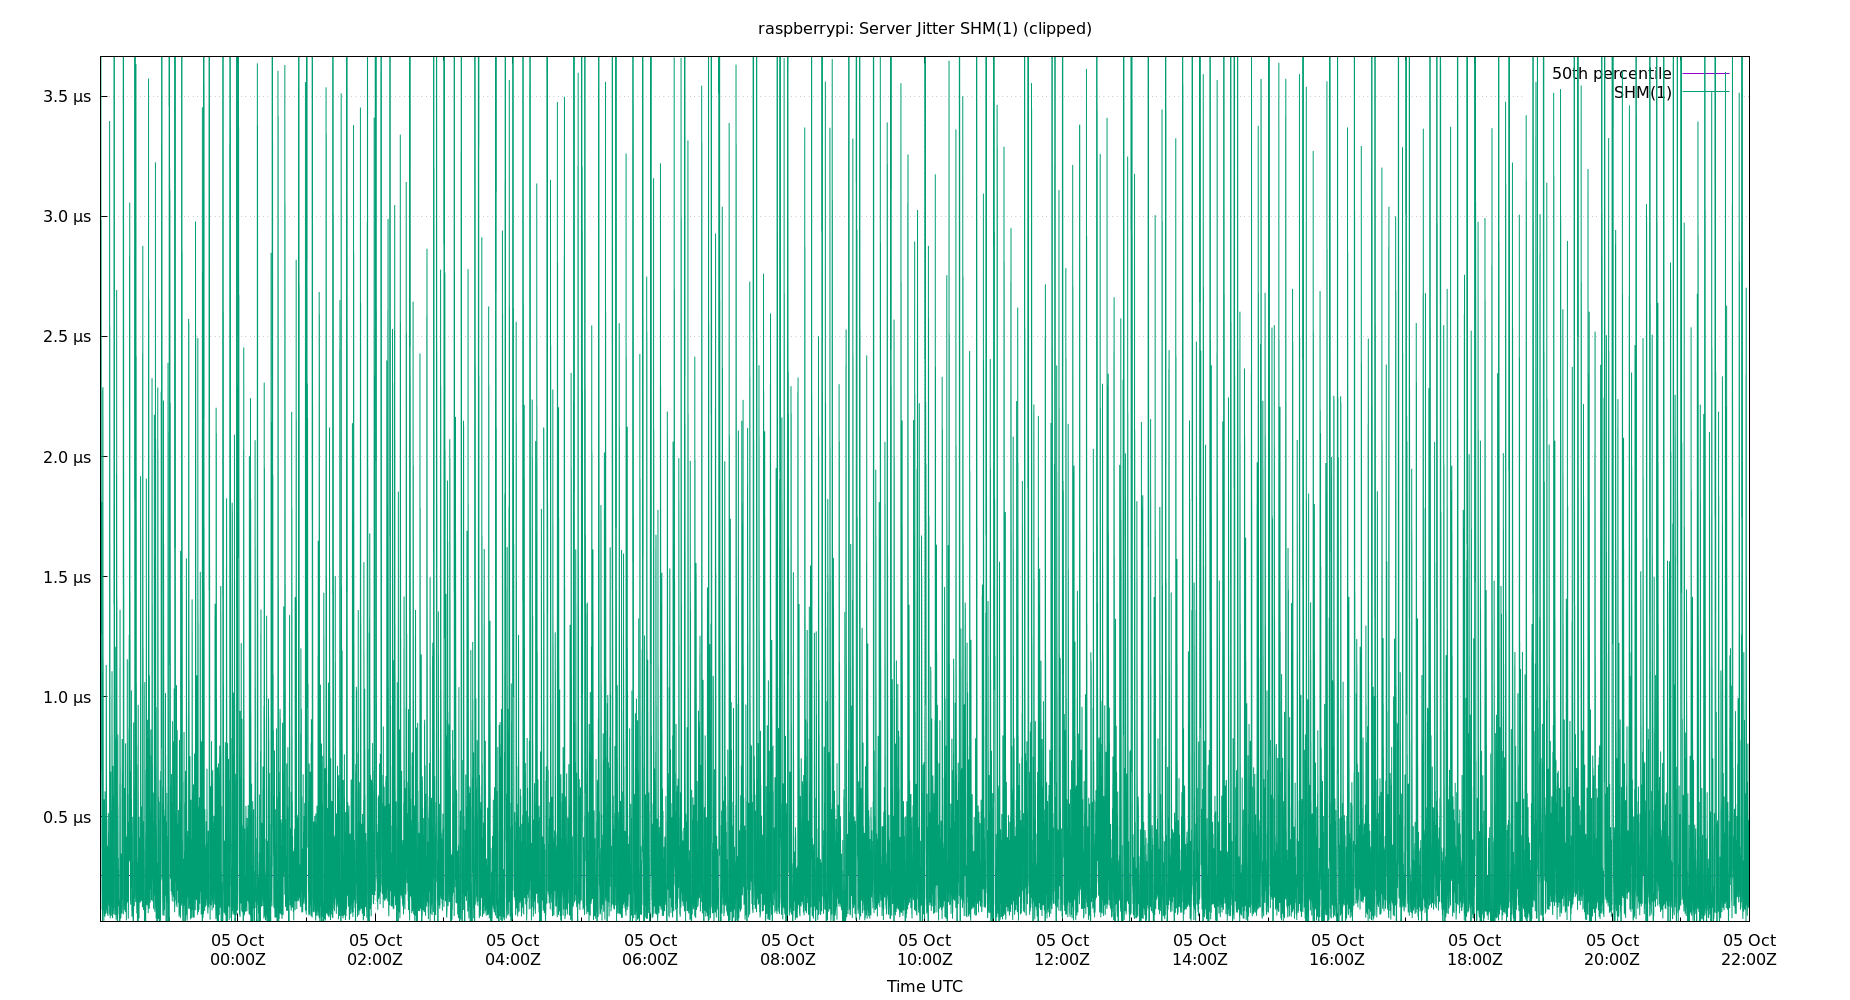 raspberrypi: Server Jitter SHM(1) (clipped)
50th percentile
SHM(1)
3.5 µs
3.0 µs
2.5 µs
2.0 µs
1.5 µs
1.0 µs
0.5 µs
05 Oct 05 Oct 05 Oct 05 Oct 05 Oct 05 Oct 05 Oct 05 Oct 05 Oct 05 Oct 05 Oct 05 Oct
00:00Z 02:00Z 04:00Z 06:00Z 08:00Z 10:00Z 12:00Z 14:00Z 16:00Z 18:00Z 20:00Z 22:00Z
Time UTC